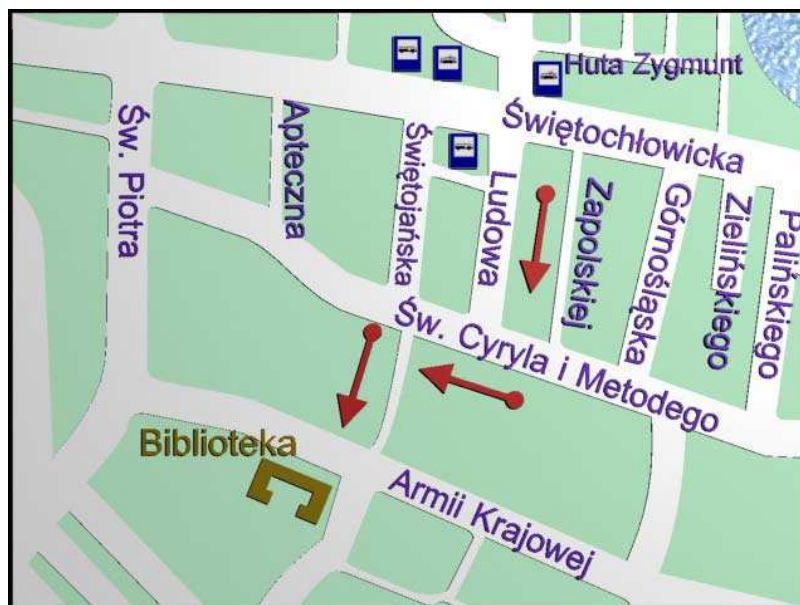 Huta Zygmunt
Świętochłowicka
Św. Piotra
Apteczna
Świętojańska
Ludowa
Zapolskiej
Górnośląska
Zielińskiego
Palińskiego
Św. Cyryla i Metodego
Biblioteka
Armii Krajowej